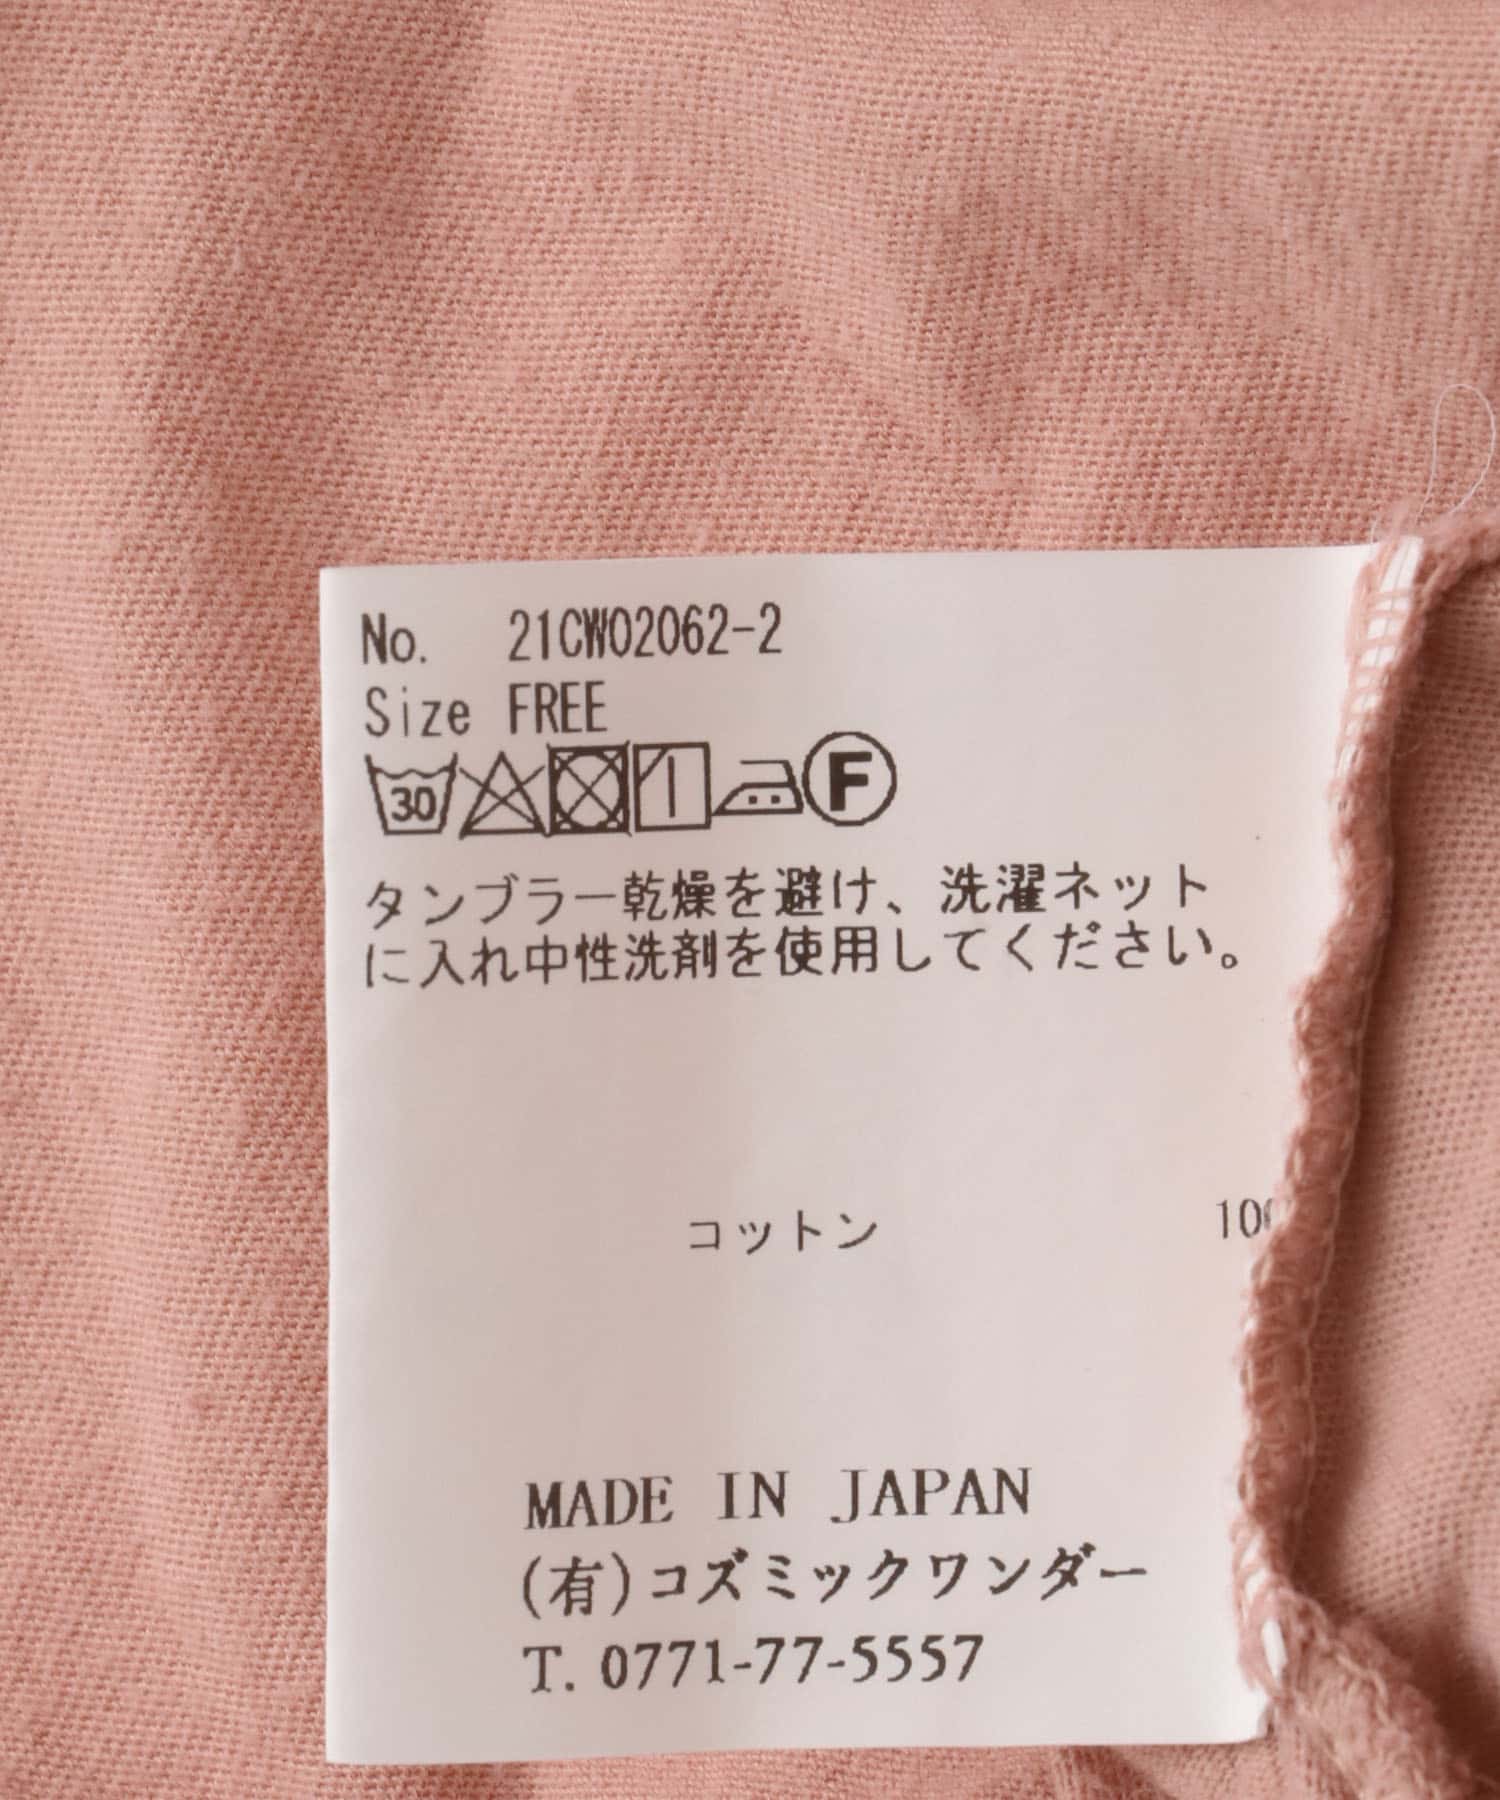 No. 21CW02062-2
Size FREE
30 F
タンブラー乾燥を避け、洗濯ネット
に入れ中性洗剤を使用してください。
コットン
MADE IN JAPAN
(有)コズミックワンダー
T. 0771-77-5557